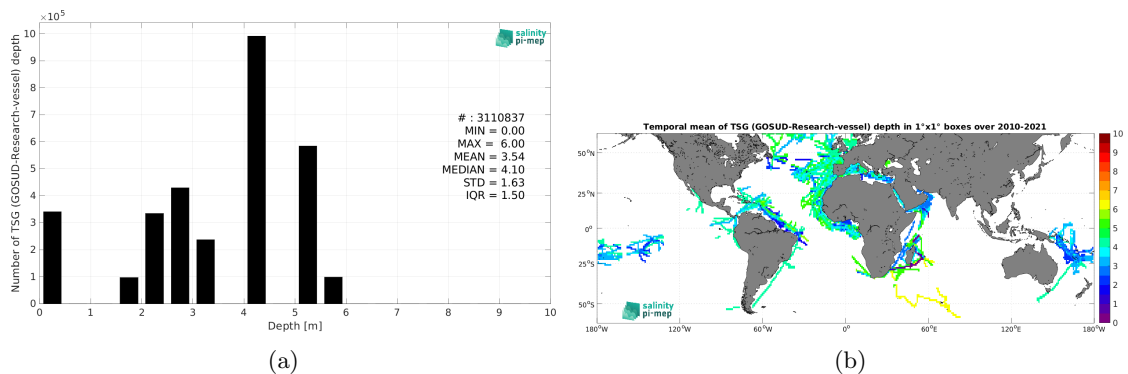 ×10⁵
10
9
8
7
6
5
4
3
2
1
0
Number of TSG (GOSUD-Research-vessel) depth
salinity
pi-mep
# : 3110837
MIN = 0.00
MAX = 6.00
MEAN = 3.54
MEDIAN = 4.10
STD = 1.63
IQR = 1.50
0 1 2 3 4 5 6 7 8 9 10
Depth [m]
(a)
Temporal mean of TSG (GOSUD-Research-vessel) depth in 1°x1° boxes over 2010-2021
50°N
25°N
0°
25°S
50°S
salinity
pi-mep
180°W 120°W 60°W 0° 60°E 120°E 180°E
10
9
8
7
6
5
4
3
2
1
0
(b)